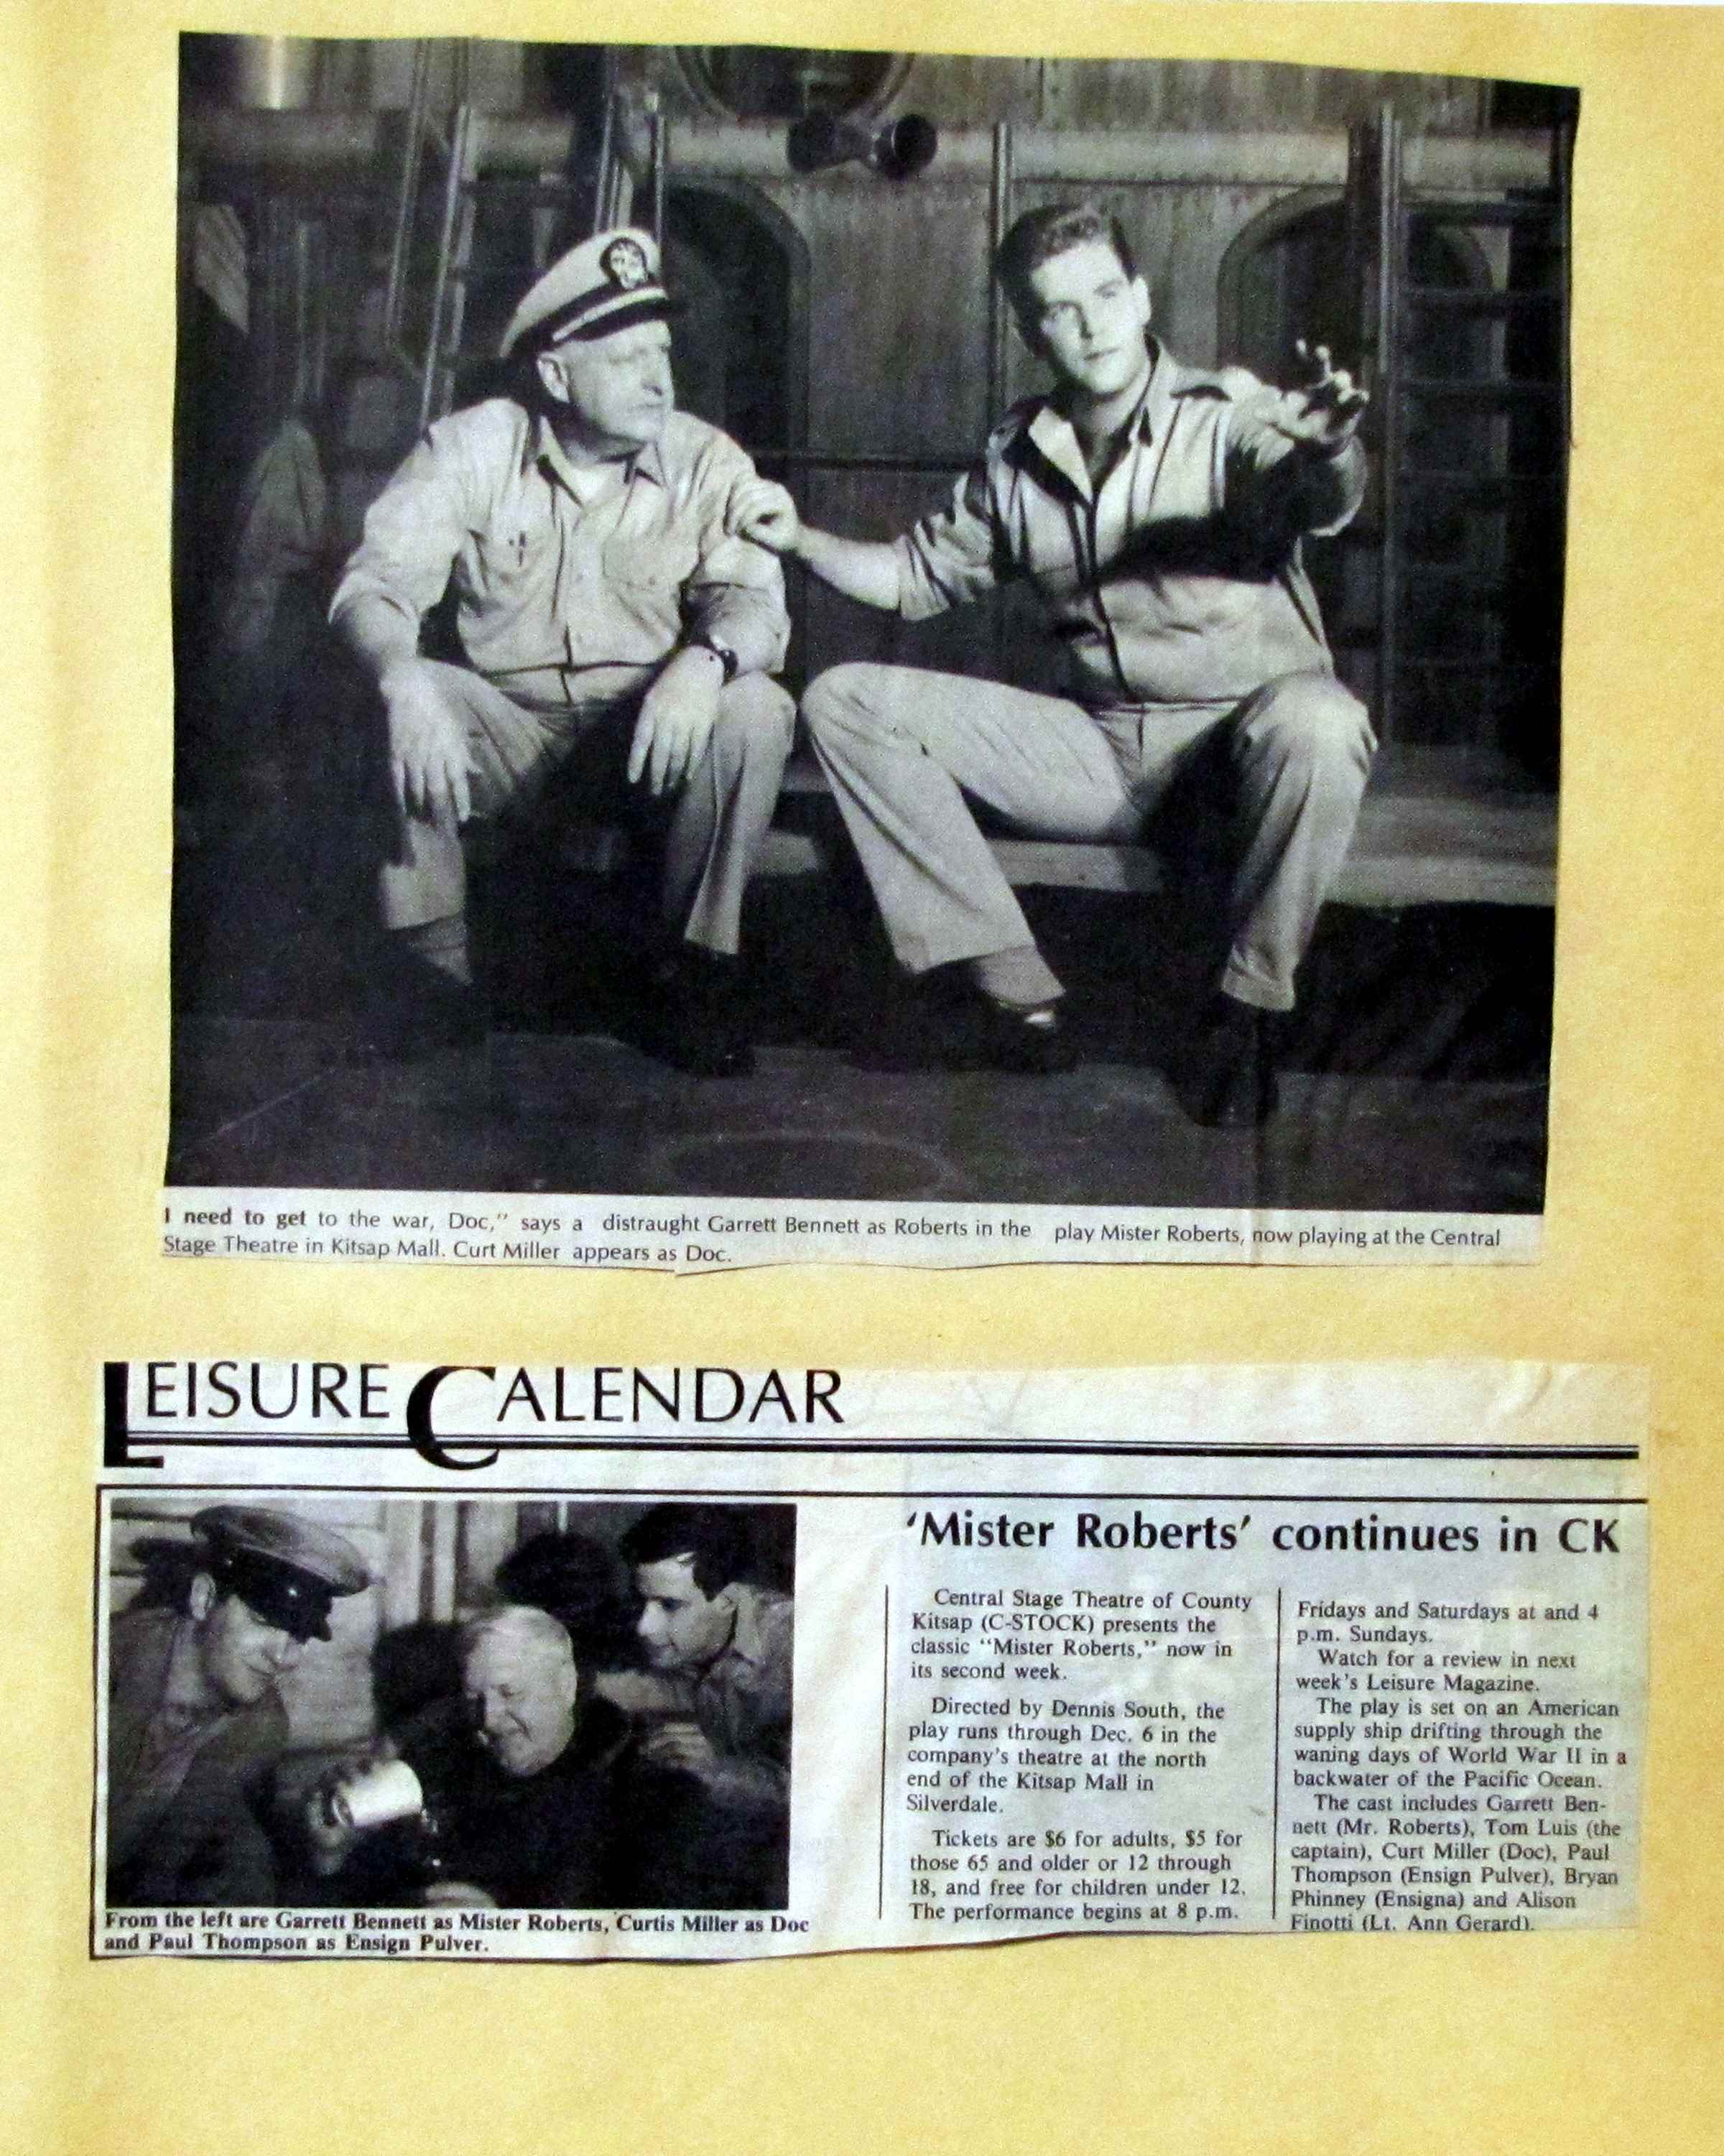 I need to get to the war, Doc,'' says a distraught Garrett Bennett as Roberts in the play Mister Roberts, now playing at the Central
Stage Theatre in Kitsap Mall. Curt Miller appears as Doc.
LEISURE CALENDAR
From the left are Garrett Bennett as Mister Roberts, Curtis Miller as Doc
and Paul Thompson as Ensign Pulver.
'Mister Roberts' continues in CK
Central Stage Theatre of County
Kitsap (C-STOCK) presents the
classic "Mister Roberts," now in
its second week.
Directed by Dennis South, the
play runs through Dec. 6 in the
company's theatre at the north
end of the Kitsap Mall in
Silverdale.
Tickets are $6 for adults, $5 for
those 65 and older or 12 through
18, and free for children under 12.
The performance begins at 8 p.m.
Fridays and Saturdays at and 4
p.m. Sundays.
Watch for a review in next
week's Leisure Magazine.
The play is set on an American
supply ship drifting through the
waning days of World War II in a
backwater of the Pacific Ocean.
The cast includes Garrett Ben-
nett (Mr. Roberts), Tom Luis (the
captain), Curt Miller (Doc), Paul
Thompson (Ensign Pulver), Bryan
Phinney (Ensigna) and Alison
Finotti (Lt. Ann Gerard).